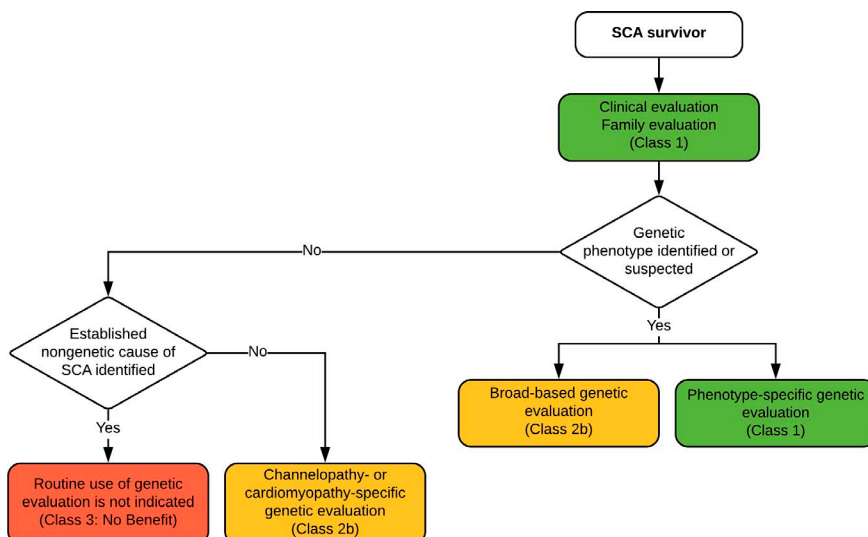 SCA survivor
Clinical evaluation
Family evaluation
(Class 1)
Genetic
phenotype identified or
suspected
No
Yes
Established
nongenetic cause of
SCA identified
No
Yes
Broad-based genetic
evaluation
(Class 2b)
Phenotype-specific genetic
evaluation
(Class 1)
Routine use of genetic
evaluation is not indicated
(Class 3: No Benefit)
Channelopathy- or
cardiomyopathy-specific
genetic evaluation
(Class 2b)